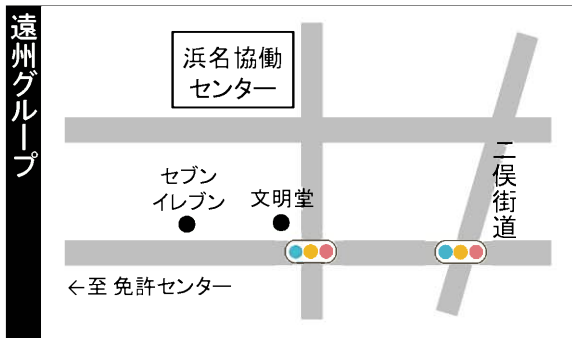 遠州グループ
浜名協働
センター
セブン
イレブン
文明堂
二俣街道
←至 免許センター